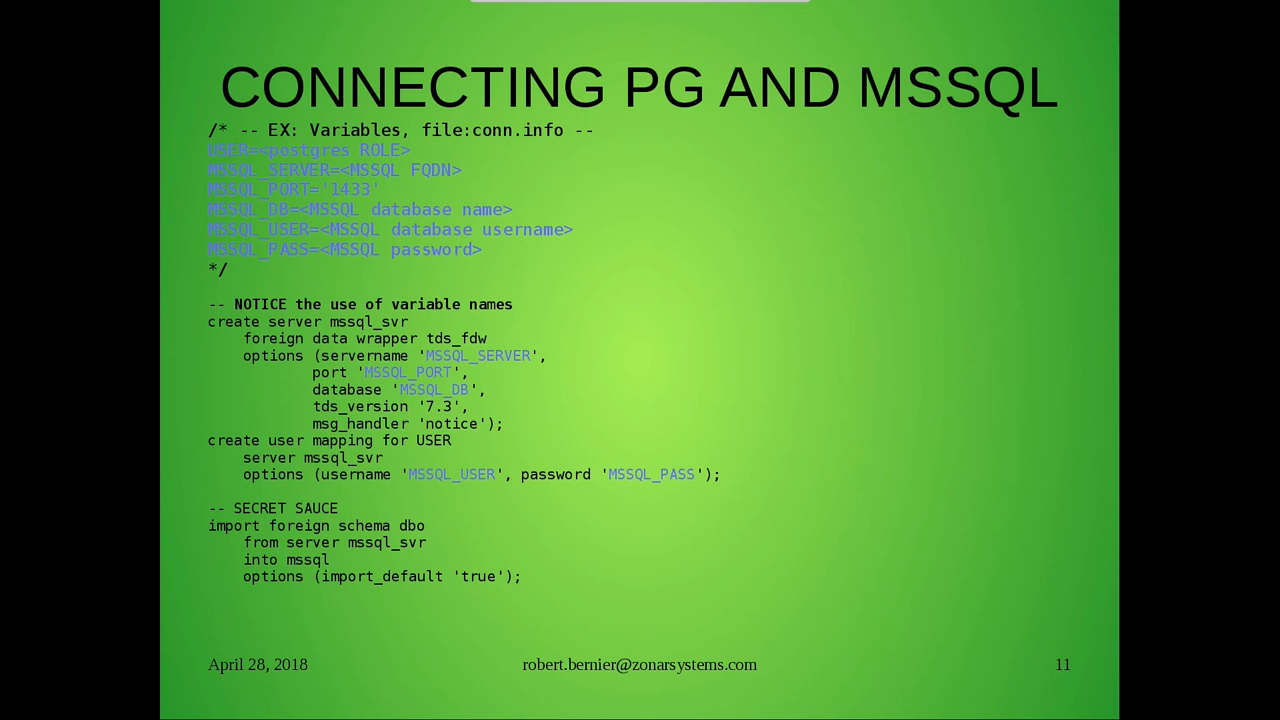 CONNECTING PG AND MSSQL
/* -- EX: Variables, file:conn.info --
USER=<postgres ROLE>
MSSQL_SERVER=<MSSQL FQDN>
MSSQL_PORT='1433'
MSSQL_DB=<MSSQL database name>
MSSQL_USER=<MSSQL database username>
MSSQL_PASS=<MSSQL password>
*/
-- NOTICE the use of variable names
create server mssql_svr
    foreign data wrapper tds_fdw
    options (servername 'MSSQL_SERVER',
            port 'MSSQL_PORT',
            database 'MSSQL_DB',
            tds_version '7.3',
            msg_handler 'notice');
create user mapping for USER
    server mssql_svr
    options (username 'MSSQL_USER', password 'MSSQL_PASS');
-- SECRET SAUCE
import foreign schema dbo
    from server mssql_svr
    into mssql
    options (import_default 'true');
April 28, 2018
robert.bernier@zonarsystems.com
11